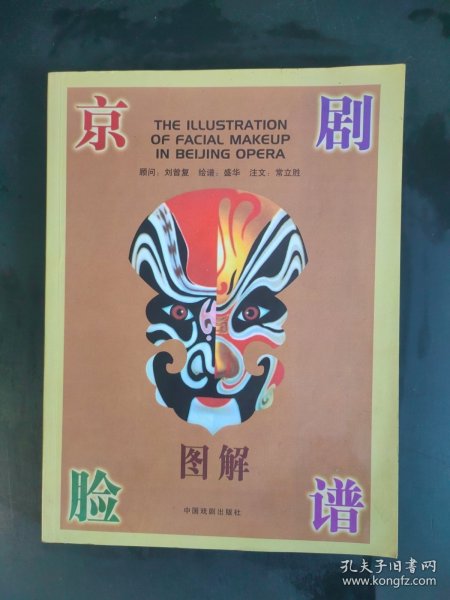 京 剧
THE ILLUSTRATION
OF FACIAL MAKEUP
IN BEIJING OPERA
顾问：刘曾复 绘谱：盛华 注文：常立胜
图解
脸 谱
中国戏剧出版社
孔夫子旧书网
www.kongfz.com